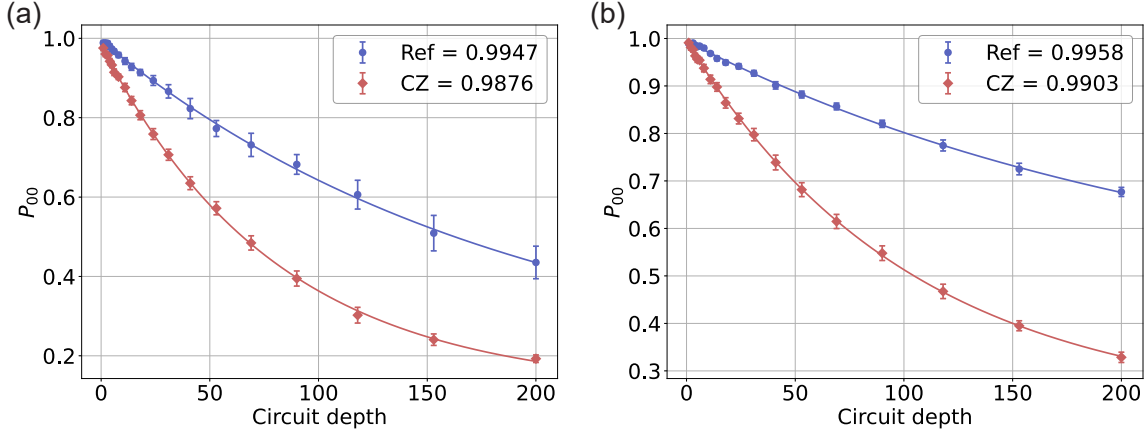 (a)
1.0
0.8
0.6
0.4
0.2
P00
0 50 100 150 200
Circuit depth
Ref = 0.9947
CZ = 0.9876
(b)
1.0
0.9
0.8
0.7
0.6
0.5
0.4
0.3
P00
0 50 100 150 200
Circuit depth
Ref = 0.9958
CZ = 0.9903